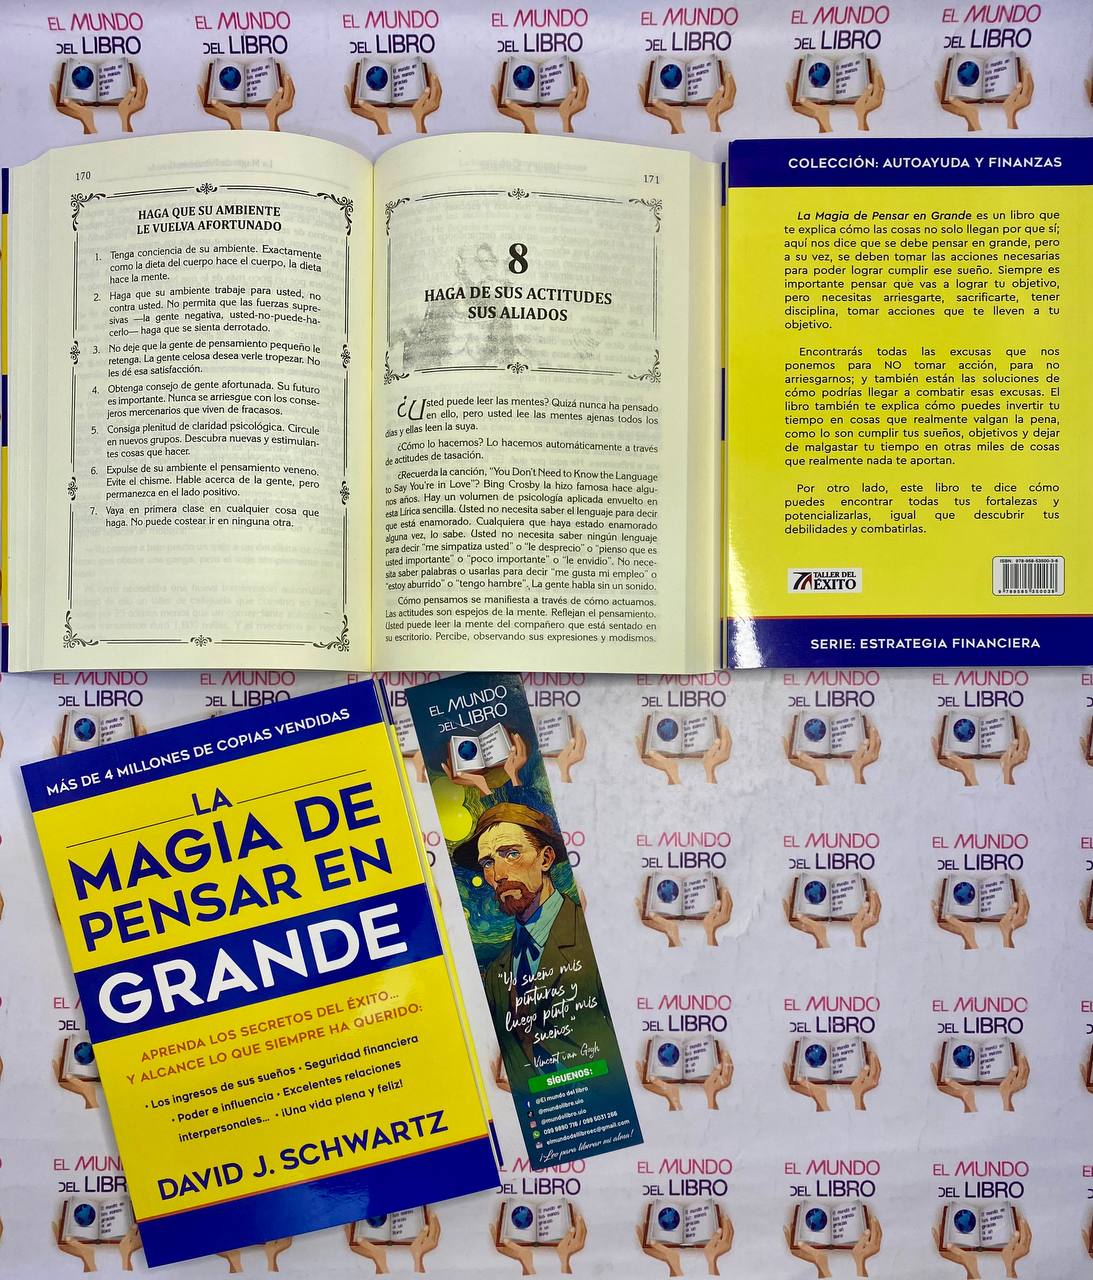 EL MUNDO
DEL LIBRO
170
HAGA QUE SU AMBIENTE
LE VUELVA AFORTUNADO
1. Tenga conciencia de su ambiente. Exactamente
como la dieta del cuerpo hace el cuerpo, la dieta
hace la mente.
2. Haga que su ambiente trabaje para usted, no
contra usted. No permita que las fuerzas supre-
sivas —la gente negativa, usted-no-puede-ha-
cerlo— haga que se sienta derrotado.
3. No deje que la gente de pensamiento pequeño le
retenga. La gente celosa desea verle tropezar. No
les dé esa satisfacción.
4. Obtenga consejo de gente afortunada. Su futuro
es importante. Nunca se arriesgue con los conse-
jeros mercenarios que viven de fracasos.
5. Consiga plenitud de claridad psicológica. Circule
en nuevos grupos. Descubra nuevas y estimulan-
tes cosas que hacer.
6. Expulse de su ambiente el pensamiento veneno.
Evite el chisme. Hable acerca de la gente, pero
permanezca en el lado positivo.
7. Vaya en primera clase en cualquier cosa que
haga. No puede costear ir en ninguna otra.
171
8
HAGA DE SUS ACTITUDES
SUS ALIADOS
¿Usted puede leer las mentes? Quizá nunca ha pensado
en ello, pero usted lee las mentes ajenas todos los
días y ellas leen la suya.
¿Cómo lo hacemos? Lo hacemos automáticamente a través
de actitudes de tasación.
¿Recuerda la canción, "You Don't Need to Know the Language
to Say You're in Love"? Bing Crosby la hizo famosa hace algu-
nos años. Hay un volumen de psicología aplicada envuelto en
esta Lírica sencilla. Usted no necesita saber el lenguaje para decir
que está enamorado. Cualquiera que haya estado enamorado
alguna vez, lo sabe. Usted no necesita saber ningún lenguaje
para decir "me simpatiza usted" o "le desprecio" o "pienso que es
usted importante" o "poco importante" o "le envidio". No nece-
sita saber palabras o usarlas para decir "me gusta mi empleo" o
"estoy aburrido" o "tengo hambre", La gente habla sin un sonido.
Cómo pensamos se manifiesta a través de cómo actuamos.
Las actitudes son espejos de la mente. Reflejan el pensamiento.
Usted puede leer la mente del compañero que está sentado en
su escritorio. Percibe, observando sus expresiones y modismos.
COLECCIÓN: AUTOAYUDA Y FINANZAS
La Magia de Pensar en Grande es un libro que
te explica cómo las cosas no solo llegan por que sí;
aquí nos dice que se debe pensar en grande, pero
a su vez, se deben tomar las acciones necesarias
para poder lograr cumplir ese sueño. Siempre es
importante pensar que vas a lograr tu objetivo,
pero necesitas arriesgarte, sacrificarte, tener
disciplina, tomar acciones que te lleven a tu
objetivo.
Encontrarás todas las excusas que nos
ponemos para NO tomar acción, para no
arriesgarnos; y también están las soluciones de
cómo podrías llegar a combatir esas excusas. El
libro también te explica cómo puedes invertir tu
tiempo en cosas que realmente valgan la pena,
como lo son cumplir tus sueños, objetivos y dejar
de malgastar tu tiempo en otras miles de cosas
que realmente nada te aportan.
Por otro lado, este libro te dice cómo
puedes encontrar todas tus fortalezas y
potencializarlas, igual que descubrir tus
debilidades y combatirlas.
TALLER DEL
ÉXITO
ISBN: 978-958-53500-3-8
SERIE: ESTRATEGIA FINANCIERA
MÁS DE 4 MILLONES DE COPIAS VENDIDAS
LA
MAGIA DE
PENSAR EN
GRANDE
APRENDA LOS SECRETOS DEL ÉXITO...
Y ALCANCE LO QUE SIEMPRE HA QUERIDO:
• Los ingresos de sus sueños • Seguridad financiera
• Poder e influencia • Excelentes relaciones
interpersonales... • ¡Una vida plena y feliz!
DAVID J. SCHWARTZ
EL MUNDO
DEL LIBRO
"Yo sueño mis
pinturas y
luego pinto mis
sueños."
- Vincent van Gogh
SÍGUENOS:
@El mundo del libro
@mundolibre.uio
@mundolibro.uio
099 9890 716 / 099 5031 266
elmundodellibroec@gmail.com
¡Leo para liberar mi alma!